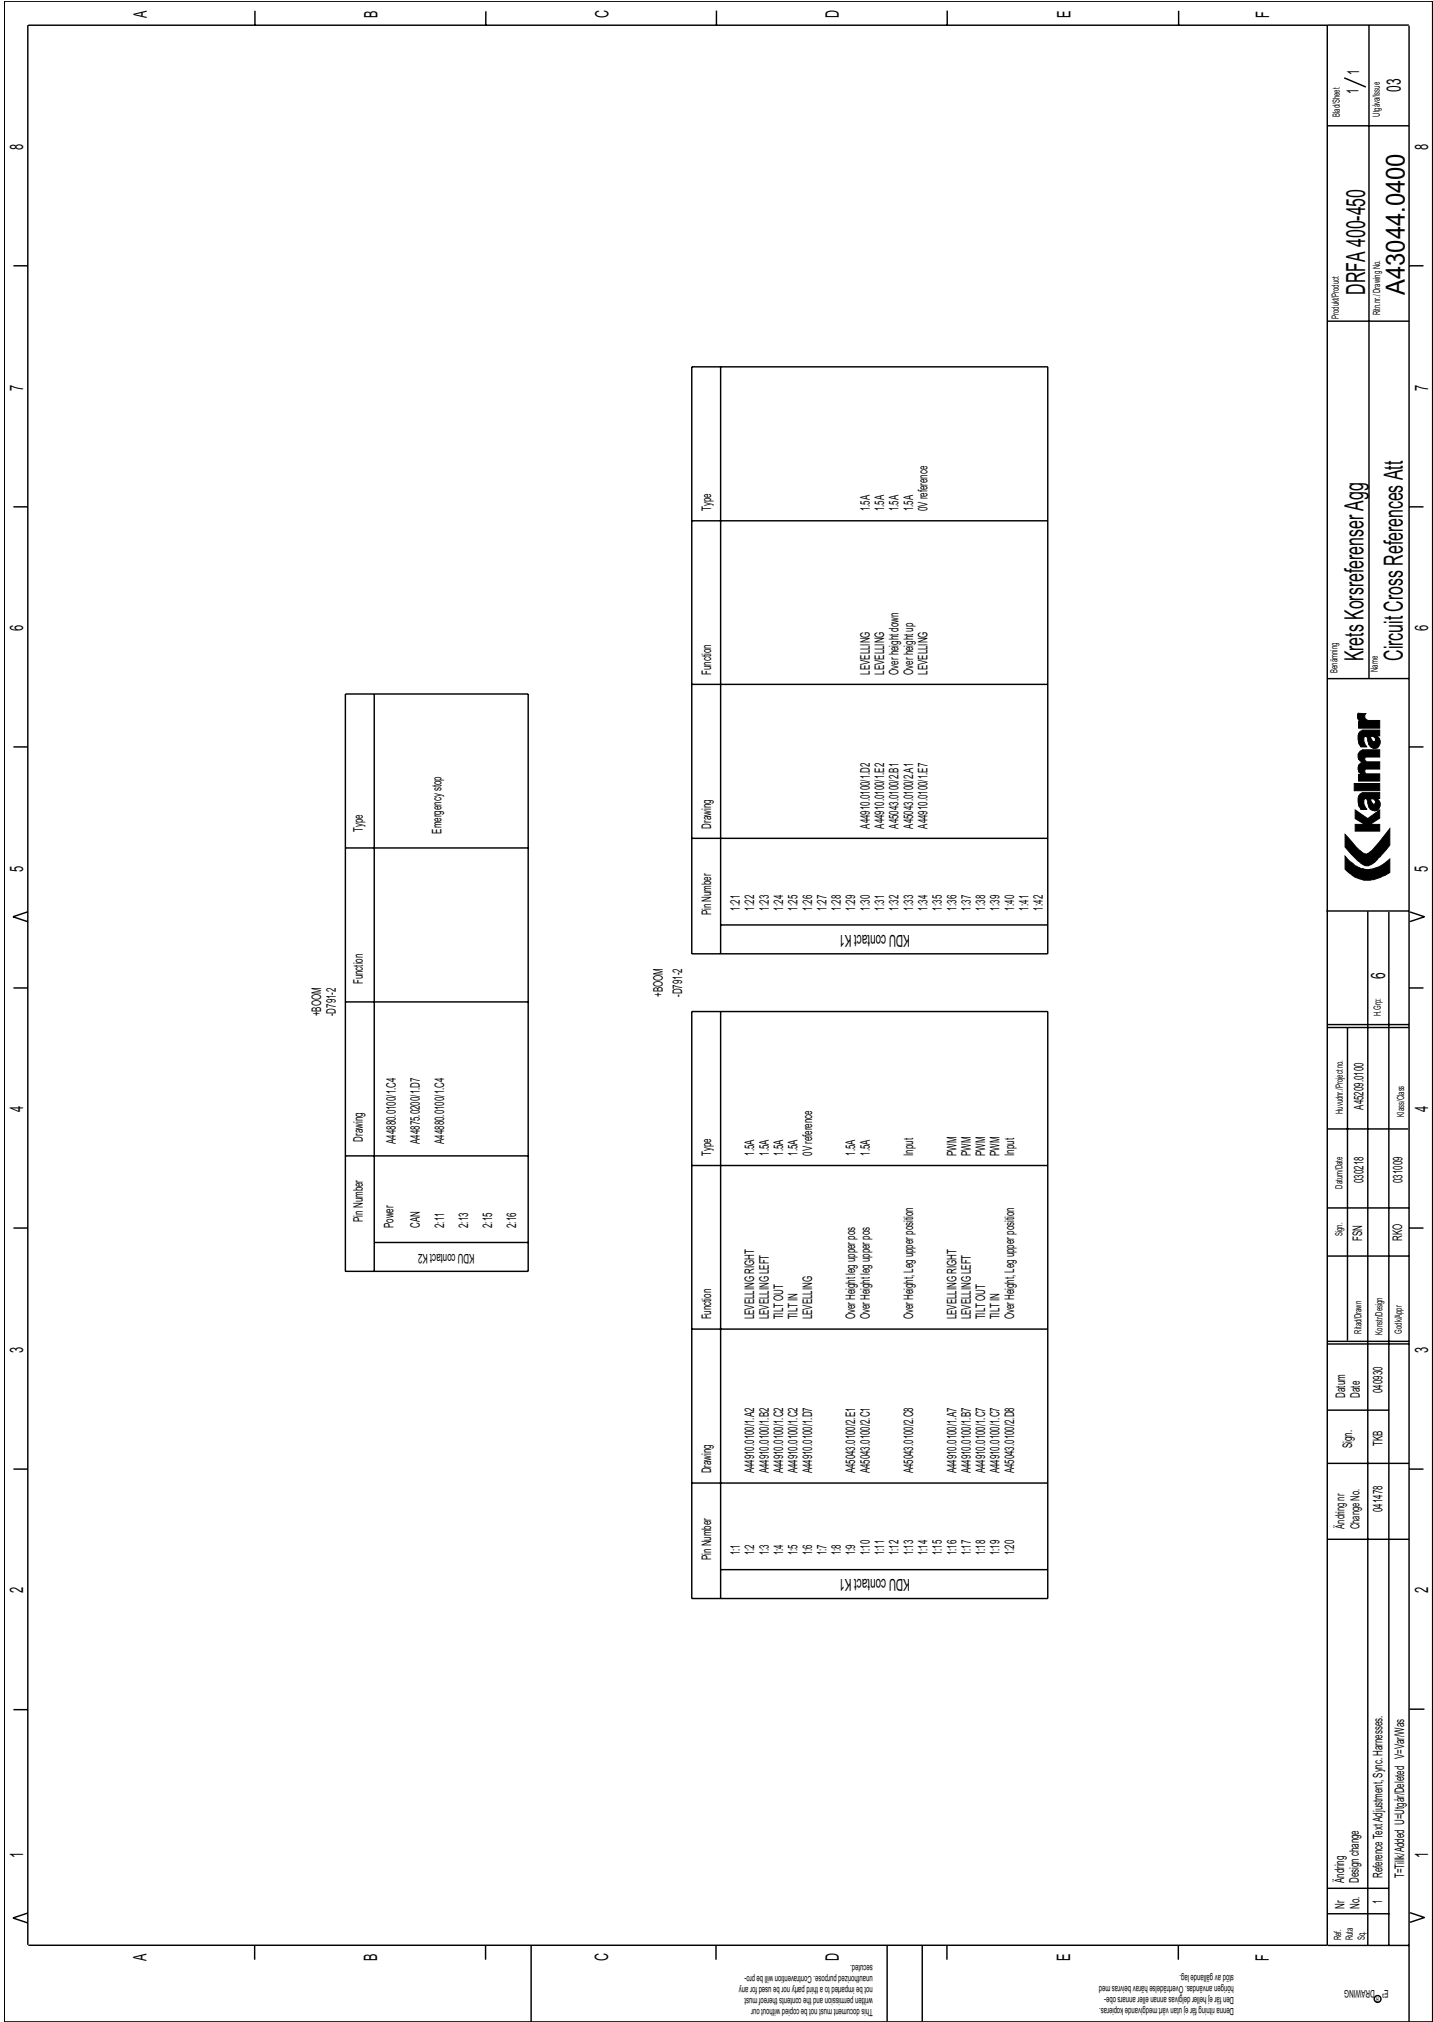 1 2 3 4 5 6 7 8
A A
B B
C C
D D
E E
F F
+BOOM
-D791-2
Pin Number Drawing Function Type
KDU contact K2
Power A44880.0100/1.C4
CAN A44875.0200/1.D7
2:11 A44880.0100/1.C4 Emergency stop
2:13
2:15
2:16
+BOOM
-D791-2
Pin Number Drawing Function Type
KDU contact K1
1:1
1:2 A44910.0100/1.A2 LEVELLING RIGHT 1.5A
1:3 A44910.0100/1.B2 LEVELLING LEFT 1.5A
1:4 A44910.0100/1.C2 TILT OUT 1.5A
1:5 A44910.0100/1.C2 TILT IN 1.5A
1:6 A44910.0100/1.D7 LEVELLING 0V reference
1:7
1:8
1:9 A45043.0100/2.E1 Over Height leg upper pos 1.5A
1:10 A45043.0100/2.C1 Over Height leg upper pos 1.5A
1:11
1:12
1:13 A45043.0100/2.C8 Over Height, Leg upper position Input
1:14
1:15
1:16 A44910.0100/1.A7 LEVELLING RIGHT PWM
1:17 A44910.0100/1.B7 LEVELLING LEFT PWM
1:18 A44910.0100/1.C7 TILT OUT PWM
1:19 A44910.0100/1.C7 TILT IN PWM
1:20 A45043.0100/2.D8 Over Height, Leg upper position Input
Pin Number Drawing Function Type
KDU contact K1
1:21
1:22
1:23
1:24
1:25
1:26
1:27
1:28
1:29
1:30 A44910.0100/1.D2 LEVELLING 1.5A
1:31 A44910.0100/1.E2 LEVELLING 1.5A
1:32 A45043.0100/2.B1 Over height down 1.5A
1:33 A45043.0100/2.A1 Over height up 1.5A
1:34 A44910.0100/1.E7 LEVELLING 0V reference
1:35
1:36
1:37
1:38
1:39
1:40
1:41
1:42
This document must not be copied without our
written permission and the contents thereof must
not be imparted to a third party nor be used for any
unauthorized purpose. Contravention will be pro-
secuted.
Denna ritning får ej utan vårt medgivande kopieras.
Den får ej heller delgivas annan eller annars obe-
hörigen användas. Överträdelse härav beivras med
stöd av gällande lag.
DRAWING
Ref. Ruta Sq.
Nr No.
Ändring
Design change
Ändring nr
Change No.
Sign.
Datum
Date
1 Reference Text Adjustment, Sync. Harnesses. 041478 TKB 040930
T=Tillk/Added U=Utgår/Deleted V=Var/Was
Sign. Datum/Date Huvudnr./Project no.
Ritad/Drawn FSN 030218 A45209.0100
Konstr/Design H.Grp: 6
Godk/Appr RKO 031009 Klass/Class
Kalmar
Benämning
Krets Korsreferenser Agg
Name
Circuit Cross References Att
Produkt/Product
DRFA 400-450
Ritn.nr. / Drawing No.
A43044.0400
Blad/Sheet
1 / 1
Utgåva/Issue
03
1 2 3 4 5 6 7 8